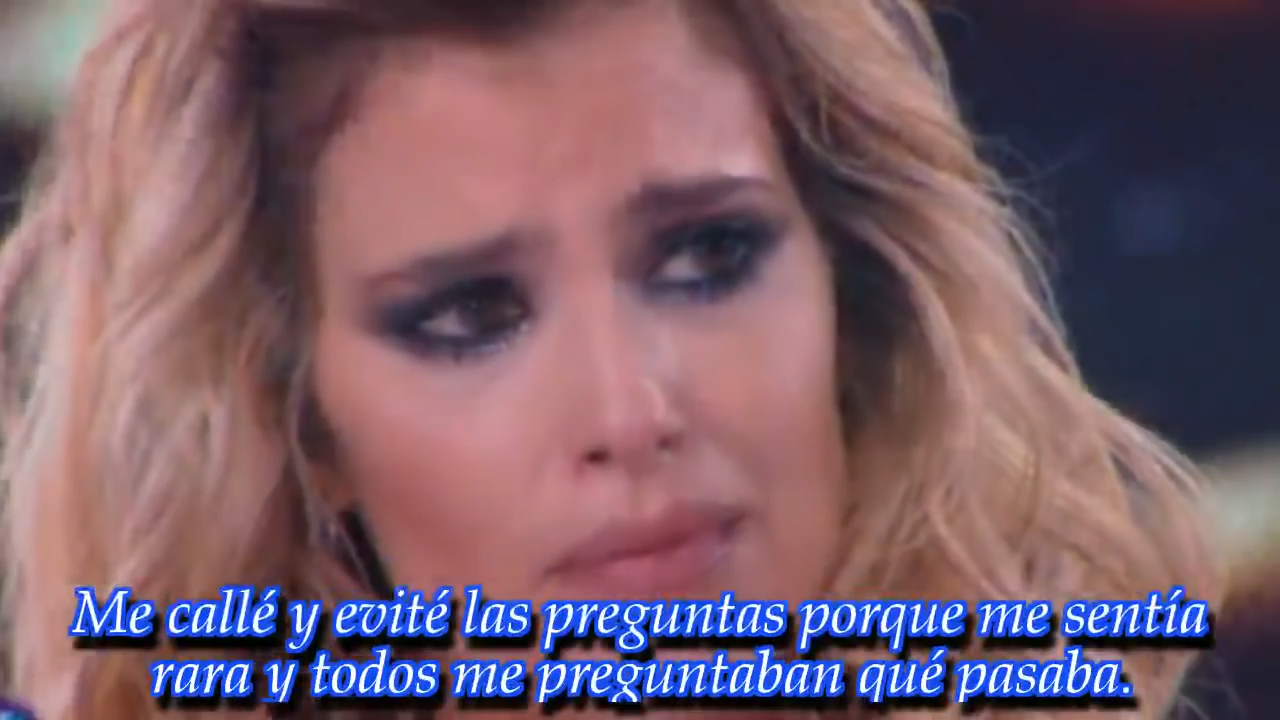 Me callé y evité las preguntas porque me sentía
rara y todos me preguntaban qué pasaba.